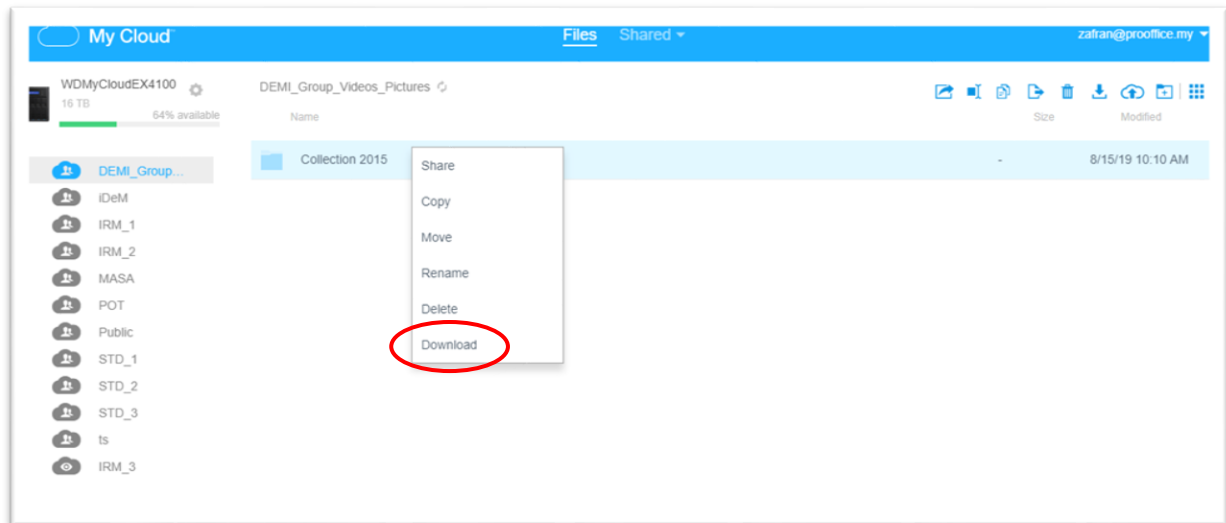 My Cloud™
Files
Shared
zafran@prooffice.my
WDMyCloudEX4100
16 TB
64% available
DEMI_Group_Videos_Pictures
Name
Size
Modified
DEMI_Group...
iDeM
IRM_1
IRM_2
MASA
POT
Public
STD_1
STD_2
STD_3
ts
IRM_3
Collection 2015
-
8/15/19 10:10 AM
Share
Copy
Move
Rename
Delete
Download